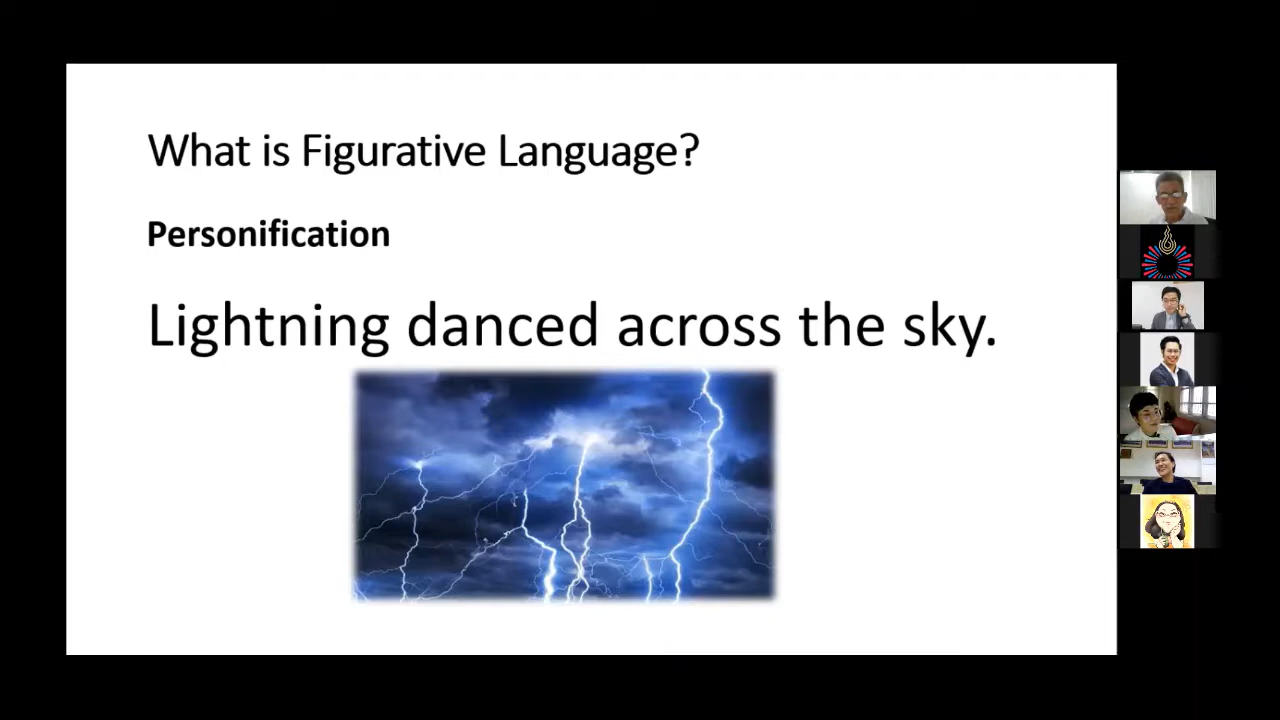 What is Figurative Language?
Personification
Lightning danced across the sky.